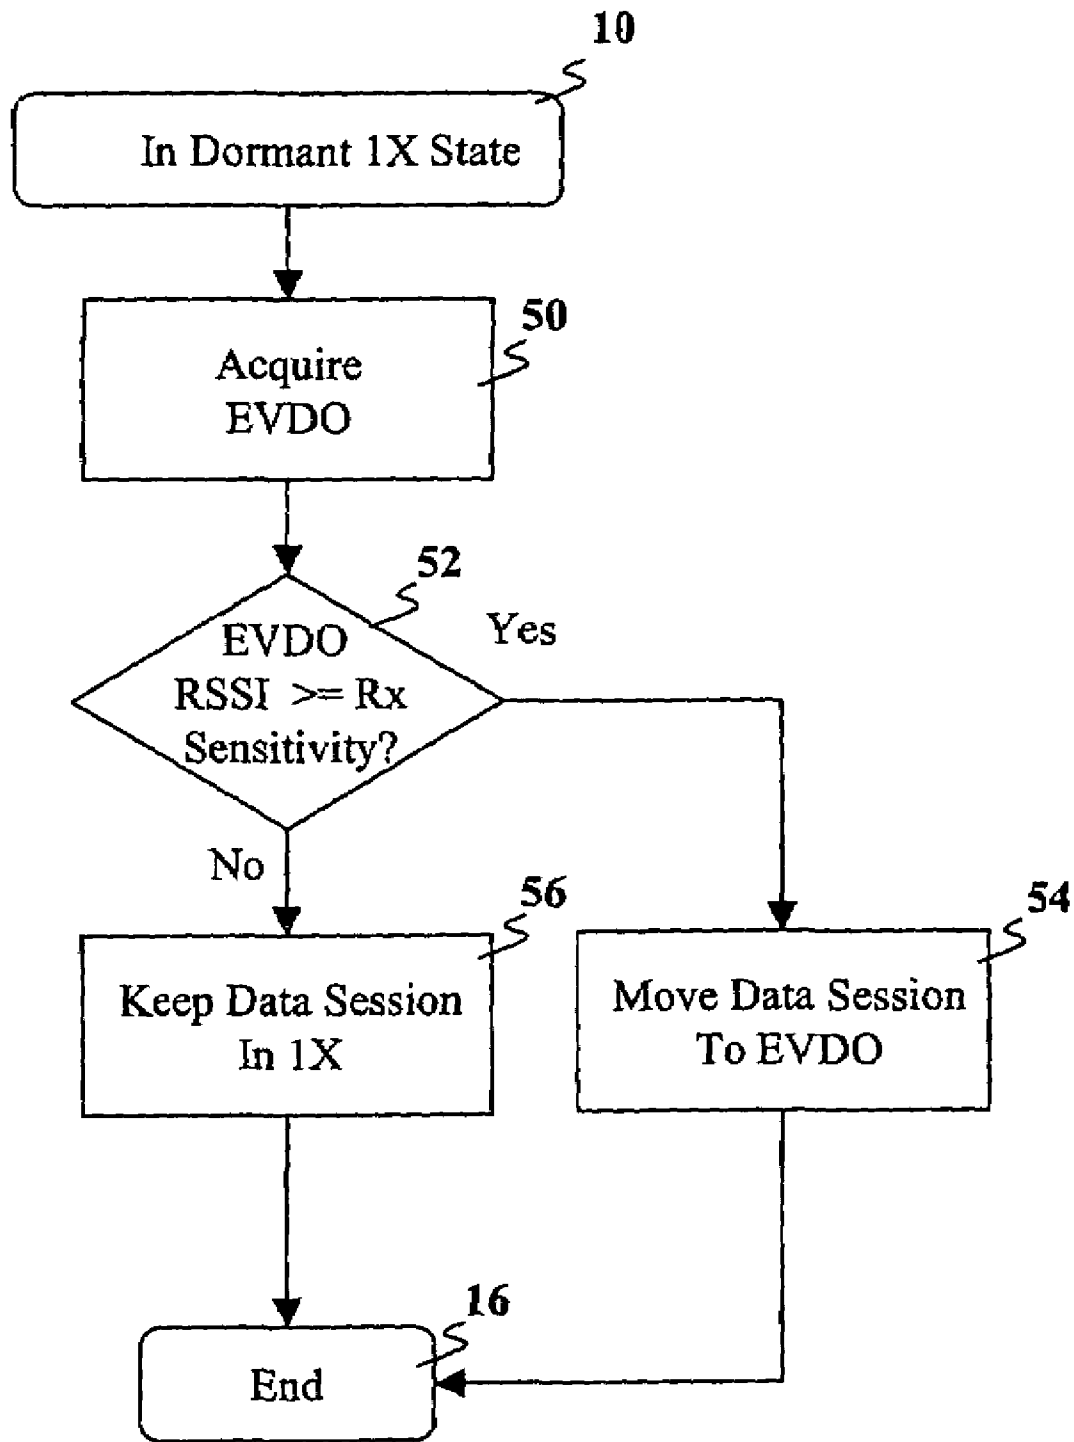 10
In Dormant 1X State
50
Acquire
EVDO
52
Yes
EVDO
RSSI >= Rx
Sensitivity?
No
56
54
Keep Data Session
In 1X
Move Data Session
To EVDO
16
End